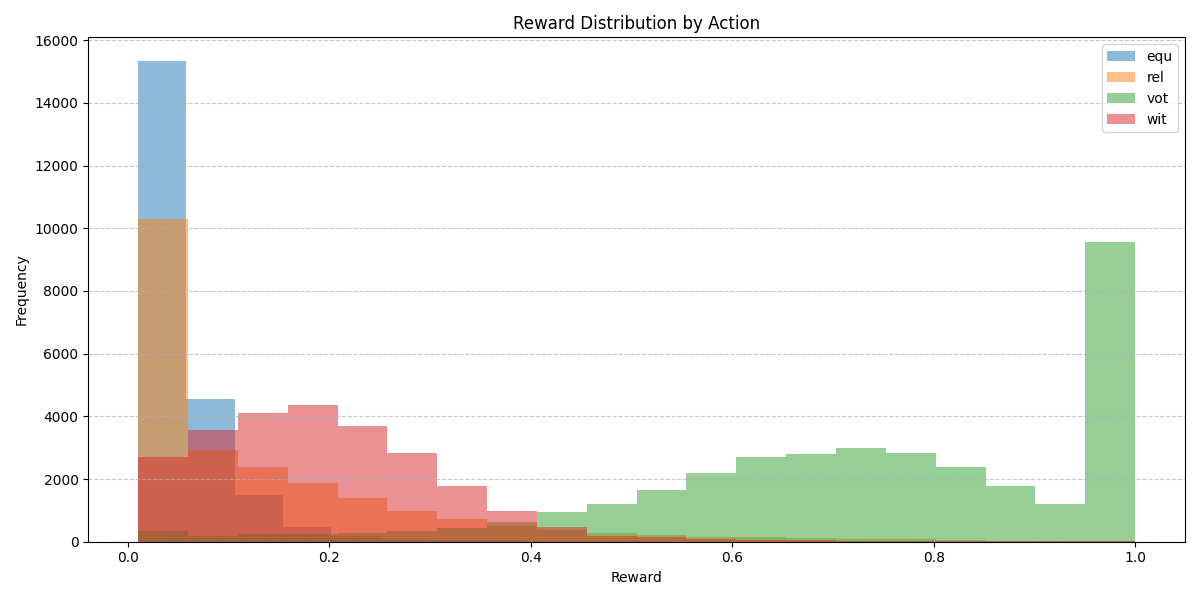 Reward Distribution by Action
Frequency
16000
14000
12000
10000
8000
6000
4000
2000
0
0.0 0.2 0.4 0.6 0.8 1.0
Reward
equ
rel
vot
wit